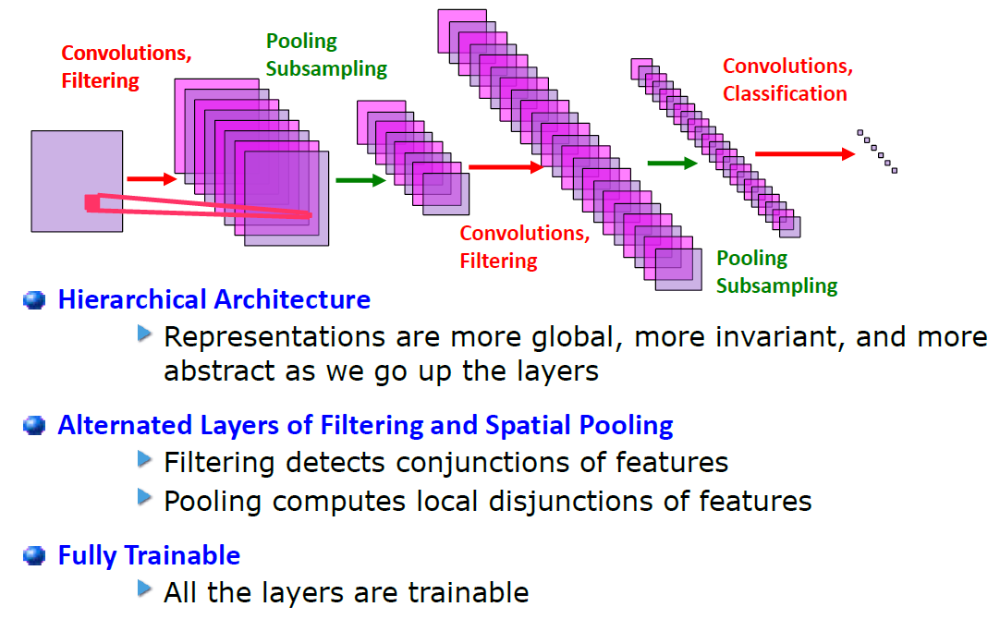 Convolutions,
Filtering
Pooling
Subsampling
Convolutions,
Filtering
Pooling
Subsampling
Convolutions,
Classification
Hierarchical Architecture
Representations are more global, more invariant, and more
abstract as we go up the layers
Alternated Layers of Filtering and Spatial Pooling
Filtering detects conjunctions of features
Pooling computes local disjunctions of features
Fully Trainable
All the layers are trainable